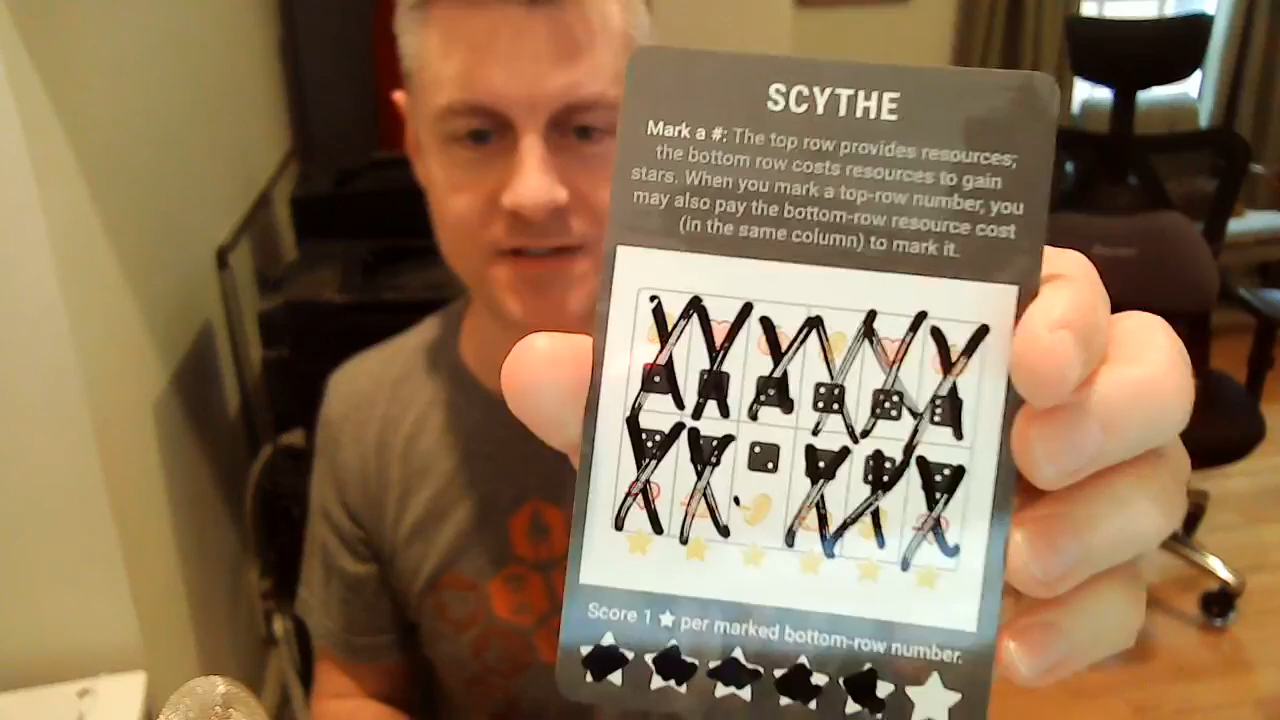 SCYTHE
Mark a #: The top row provides resources;
the bottom row costs resources to gain
stars. When you mark a top-row number, you
may also pay the bottom-row resource cost
(in the same column) to mark it.
Score 1 ★ per marked bottom-row number.